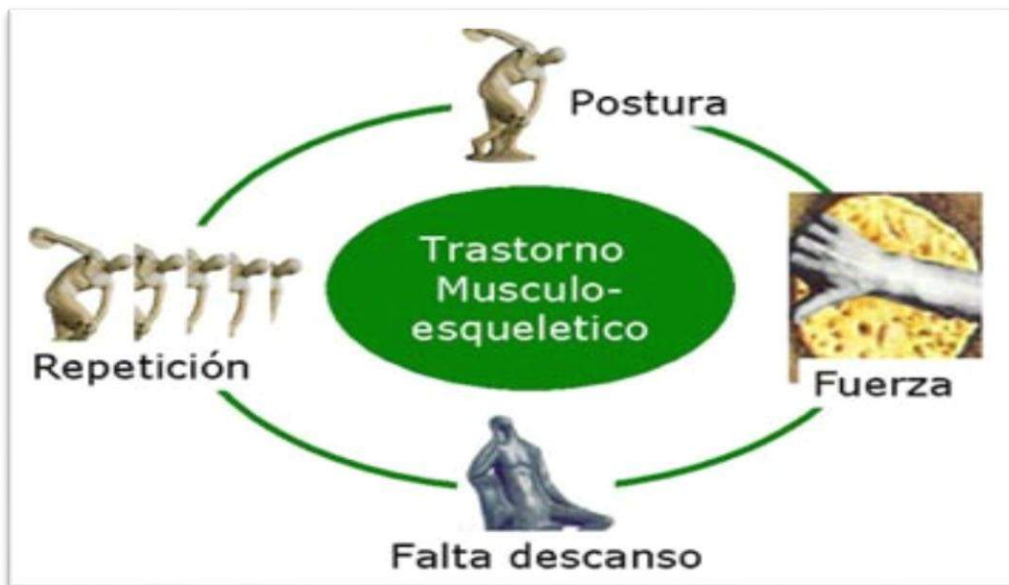 Postura
Trastorno
Musculo-
esqueletico
Repetición
Fuerza
Falta descanso